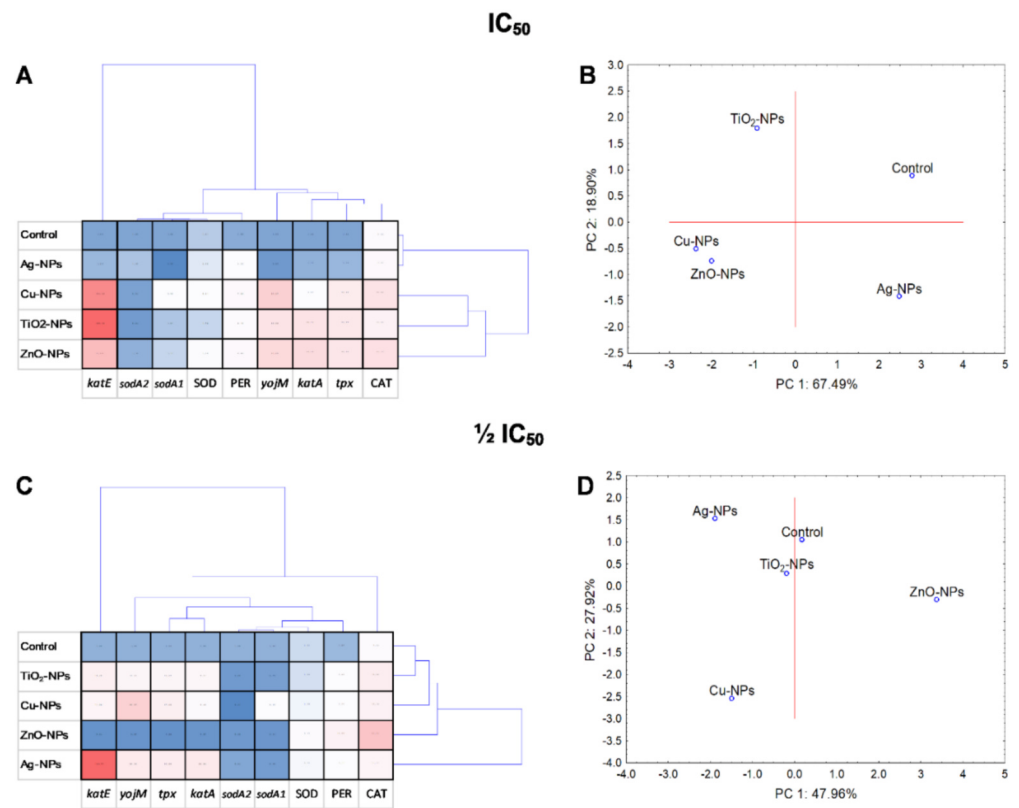 IC50
A
Control
Ag-NPs
Cu-NPs
TiO2-NPs
ZnO-NPs
katE sodA2 sodA1 SOD PER yojM katA tpx CAT
B
3.0
2.5
2.0
1.5
1.0
0.5
0.0
-0.5
-1.0
-1.5
-2.0
-2.5
PC 2: 18.90%
TiO2-NPs
Control
Cu-NPs
ZnO-NPs
Ag-NPs
-4 -3 -2 -1 0 1 2 3 4 5
PC 1: 67.49%
½ IC50
C
Control
TiO2-NPs
Cu-NPs
ZnO-NPs
Ag-NPs
katE yojM tpx katA sodA2 sodA1 SOD PER CAT
D
2.5
2.0
1.5
1.0
0.5
0.0
-0.5
-1.0
-1.5
-2.0
-2.5
-3.0
-3.5
-4.0
PC 2: 27.92%
Ag-NPs
Control
TiO2-NPs
ZnO-NPs
Cu-NPs
-4.0 -3.0 -2.0 -1.0 0.0 1.0 2.0 3.0 4 5
PC 1: 47.96%